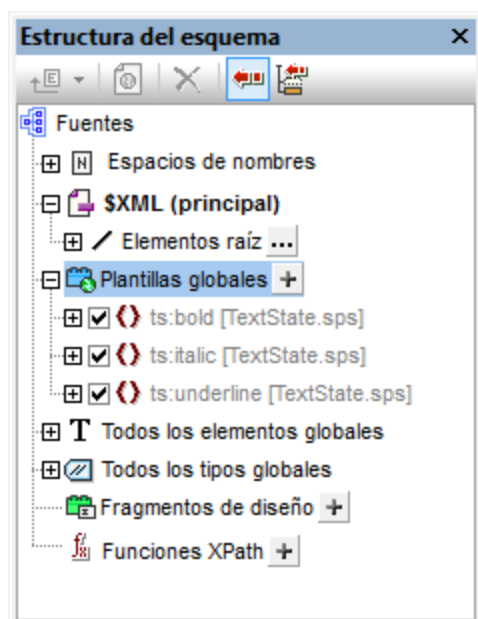 Estructura del esquema
Fuentes
Espacios de nombres
$XML (principal)
Elementos raíz ...
Plantillas globales +
ts:bold [TextState.sps]
ts:italic [TextState.sps]
ts:underline [TextState.sps]
Todos los elementos globales
Todos los tipos globales
Fragmentos de diseño +
Funciones XPath +